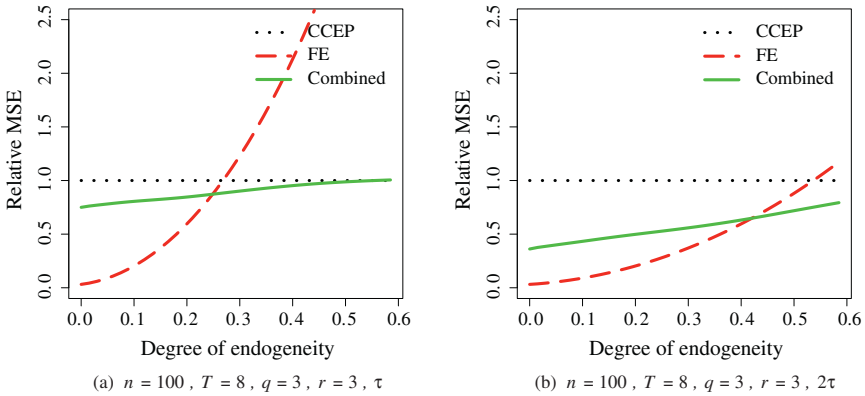 2.5
2.0
1.5
1.0
0.5
0.0
Relative MSE
CCEP
FE
Combined
0.0 0.1 0.2 0.3 0.4 0.5 0.6
Degree of endogeneity
(a) n = 100 , T = 8 , q = 3 , r = 3 , τ
2.5
2.0
1.5
1.0
0.5
0.0
Relative MSE
CCEP
FE
Combined
0.0 0.1 0.2 0.3 0.4 0.5 0.6
Degree of endogeneity
(b) n = 100 , T = 8 , q = 3 , r = 3 , 2τ